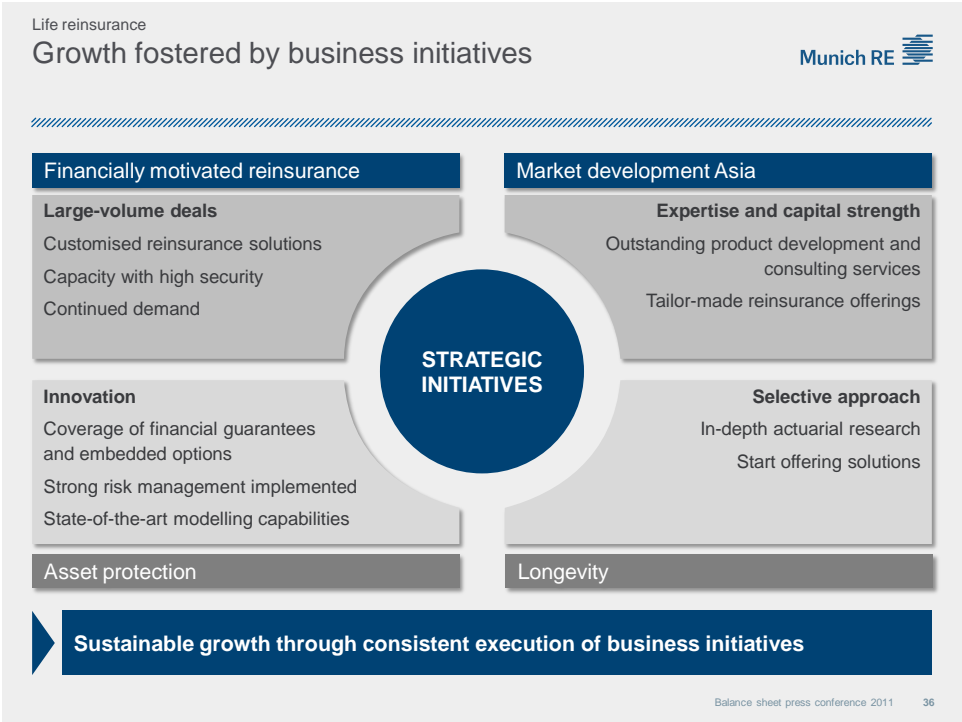 Life reinsurance
Growth fostered by business initiatives
Munich RE
Financially motivated reinsurance
Large-volume deals
Customised reinsurance solutions
Capacity with high security
Continued demand
Market development Asia
Expertise and capital strength
Outstanding product development and
consulting services
Tailor-made reinsurance offerings
STRATEGIC
INITIATIVES
Innovation
Coverage of financial guarantees
and embedded options
Strong risk management implemented
State-of-the-art modelling capabilities
Asset protection
Selective approach
In-depth actuarial research
Start offering solutions
Longevity
Sustainable growth through consistent execution of business initiatives
Balance sheet press conference 2011 36